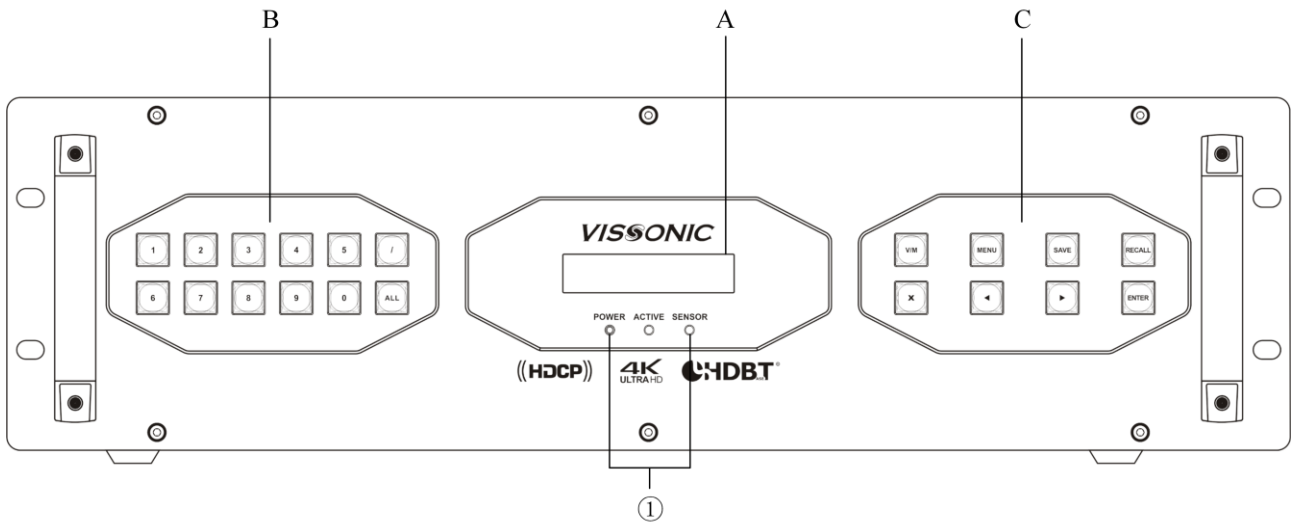 B A C
VISSONIC
1 2 3 4 5 / V/M MENU SAVE RECALL
6 7 8 9 0 ALL X ◀ ▶ ENTER
POWER ACTIVE SENSOR
((HDCP)) 4K ULTRA HD HDBT
①